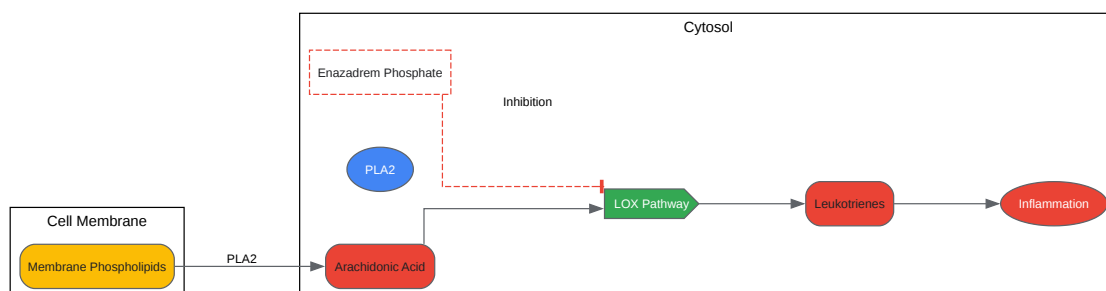 Cytosol
Enazadrem Phosphate
Inhibition
PLA2
LOX Pathway
Leukotrienes
Inflammation
Cell Membrane
Membrane Phospholipids
PLA2
Arachidonic Acid